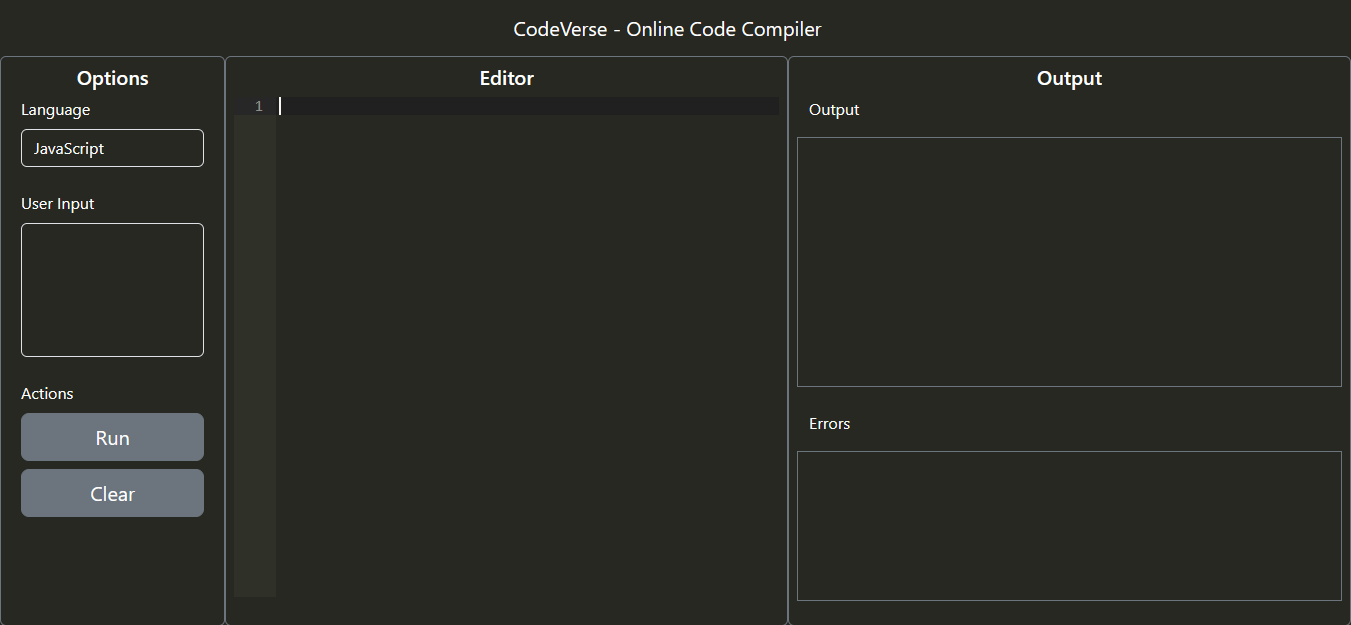 CodeVerse - Online Code Compiler
Options
Language
JavaScript
User Input
Actions
Run
Clear
Editor
1
Output
Output
Errors